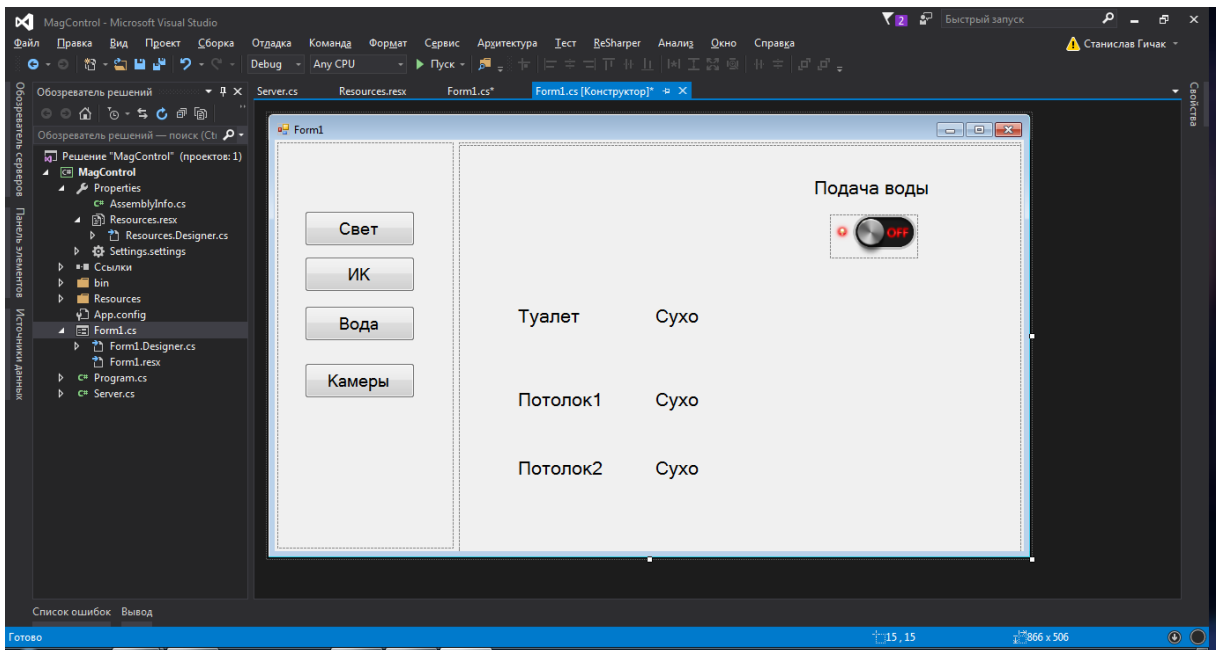 MagControl - Microsoft Visual Studio
2
Быстрый запуск
Файл Правка Вид Проект Сборка Отладка Команда Формат Сервис Архитектура Тест ReSharper Анализ Окно Справка
Станислав Гичак
Debug Any CPU Пуск
Обозреватель серверов
Панель элементов
Источники данных
Обозреватель решений
Обозреватель решений — поиск (Ct
Решение "MagControl" (проектов: 1)
MagControl
Properties
AssemblyInfo.cs
Resources.resx
Resources.Designer.cs
Settings.settings
Ссылки
bin
Resources
App.config
Form1.cs
Form1.Designer.cs
Form1.resx
Program.cs
Server.cs
Server.cs Resources.resx Form1.cs* Form1.cs [Конструктор]*
Свойства
Form1
Свет
ИК
Вода
Камеры
Подача воды
OFF
Туалет Сухо
Потолок1 Сухо
Потолок2 Сухо
Список ошибок Вывод
Готово
15 , 15
866 x 506